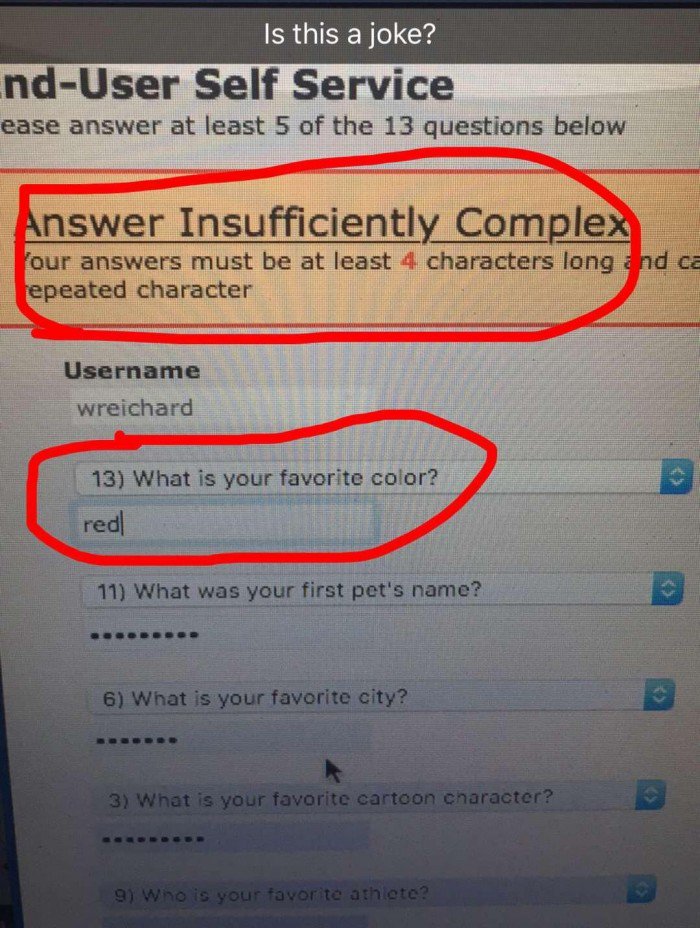 Is this a joke?
nd-User Self Service
ease answer at least 5 of the 13 questions below
Answer Insufficiently Complex
Your answers must be at least 4 characters long and ca
repeated character
Username
wreichard
13) What is your favorite color?
red
11) What was your first pet's name?
6) What is your favorite city?
3) What is your favorite cartoon character?
9) Who is your favorite athlete?